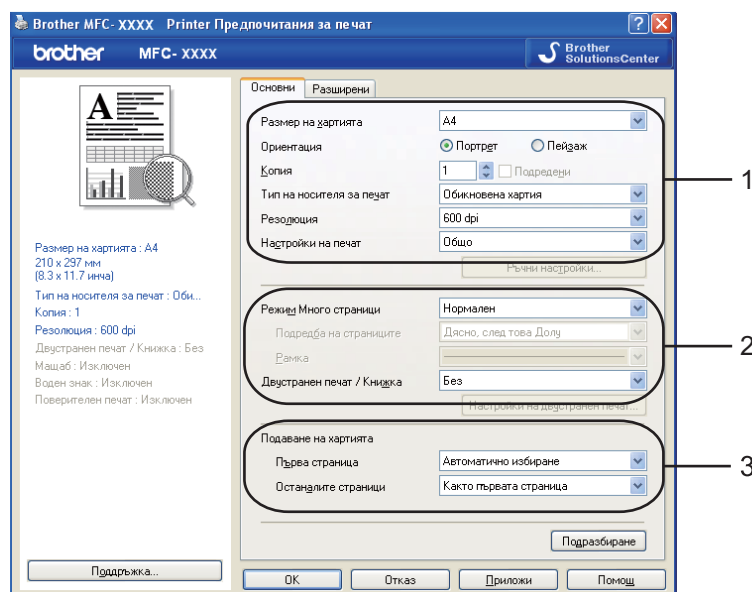 Brother MFC- XXXX Printer Предпочитания за печат
brother MFC- XXXX
Brother
SolutionsCenter
A
Размер на хартията : A4
210 x 297 мм
(8.3 x 11.7 инча)
Тип на носителя за печат : Оби...
Копия : 1
Резолюция : 600 dpi
Двустранен печат / Книжка : Без
Мащаб : Изключен
Воден знак : Изключен
Поверителен печат : Изключен
Поддръжка...
Основни Разширени
Размер на хартията A4
Ориентация Портрет Пейзаж
Копия 1 Подредени
Тип на носителя за печат Обикновена хартия
Резолюция 600 dpi
Настройки на печат Общо
Ръчни настройки...
1
Режим Много страници Нормален
Подредба на страниците Дясно, след това Долу
Рамка
Двустранен печат / Книжка Без
Настройки на двустранен печат...
2
Подаване на хартията
Първа страница Автоматично избиране
Останалите страници Както първата страница
3
Подразбиране
OK Отказ Приложи Помощ